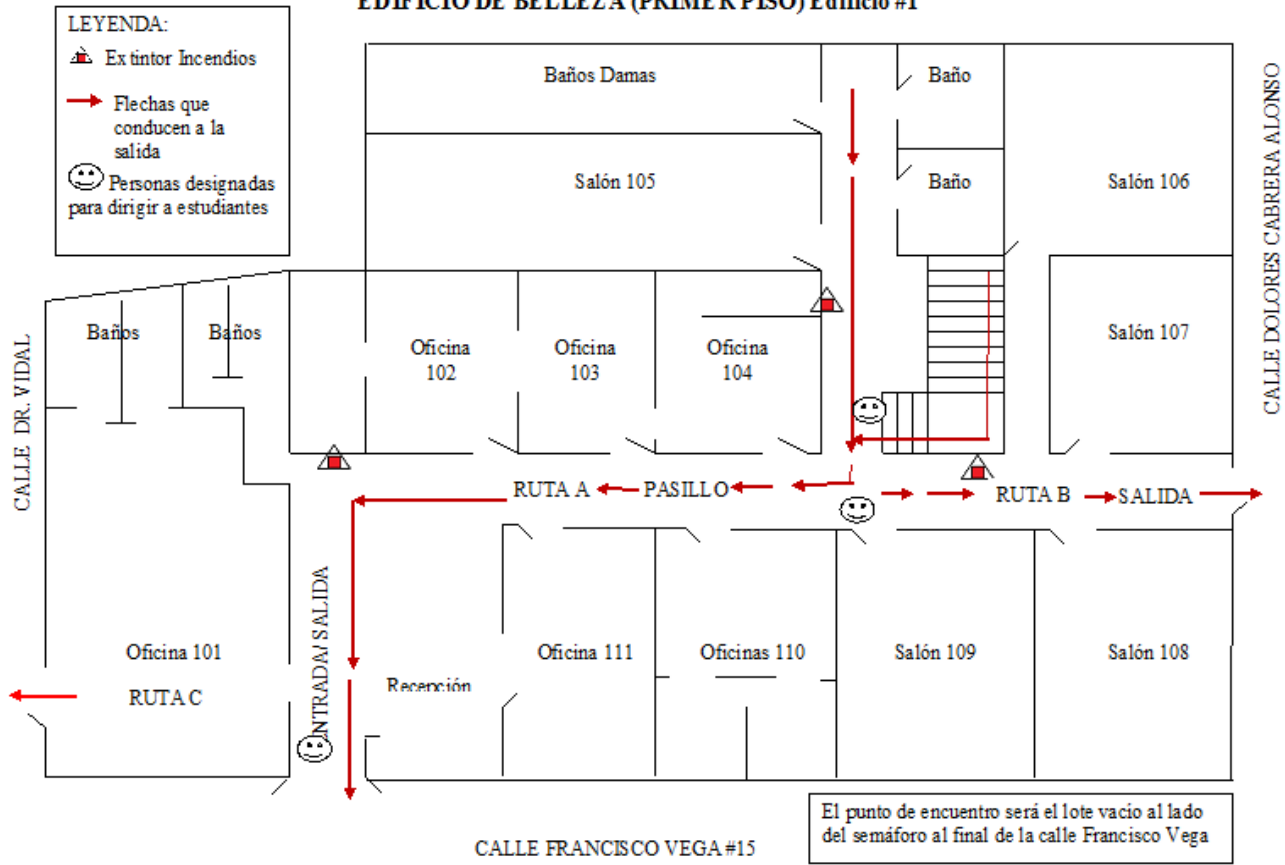 EDIFICIO DE BELLEZA (PRIMER PISO) Edificio #1
LEYENDA:
Extintor Incendios
Flechas que
conducen a la
salida
Personas designadas
para dirigir a estudiantes
Baños Damas
Baño
Salón 105
Baño
Salón 106
CALLE DOLORES CABRERA ALONSO
Baños
Baños
Oficina
102
Oficina
103
Oficina
104
Salón 107
CALLE DR. VIDAL
RUTA A
PASILLO
RUTA B
SALIDA
ENTRADA/ SALIDA
Oficina 101
RUTA C
Recepción
Oficina 111
Oficinas 110
Salón 109
Salón 108
El punto de encuentro será el lote vacío al lado
del semáforo al final de la calle Francisco Vega
CALLE FRANCISCO VEGA #15